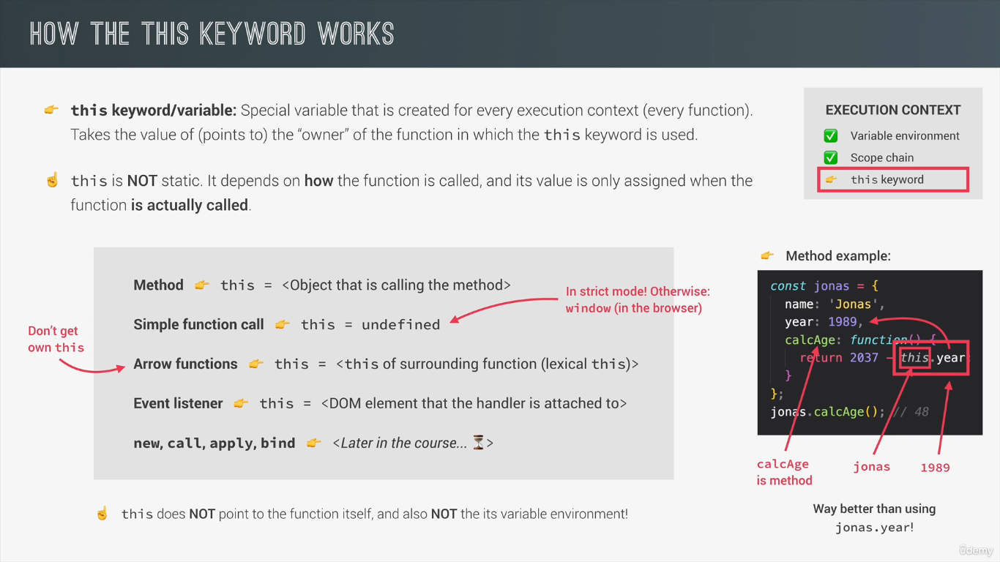 HOW THE THIS KEYWORD WORKS
👉 this keyword/variable: Special variable that is created for every execution context (every function).
Takes the value of (points to) the “owner” of the function in which the this keyword is used.
☝️ this is NOT static. It depends on how the function is called, and its value is only assigned when the
function is actually called.
EXECUTION CONTEXT
✅ Variable environment
✅ Scope chain
👉 this keyword
Method 👉 this = <Object that is calling the method>
In strict mode! Otherwise:
window (in the browser)
Simple function call 👉 this = undefined
Don’t get
own this
Arrow functions 👉 this = <this of surrounding function (lexical this)>
Event listener 👉 this = <DOM element that the handler is attached to>
new, call, apply, bind 👉 <Later in the course... ⏳>
☝️ this does NOT point to the function itself, and also NOT the its variable environment!
👉 Method example:
const jonas = {
name: 'Jonas',
year: 1989,
calcAge: function() {
return 2037 - this.year
}
};
jonas.calcAge(); // 48
calcAge
is method
jonas
1989
Way better than using
jonas.year!
ûdemy